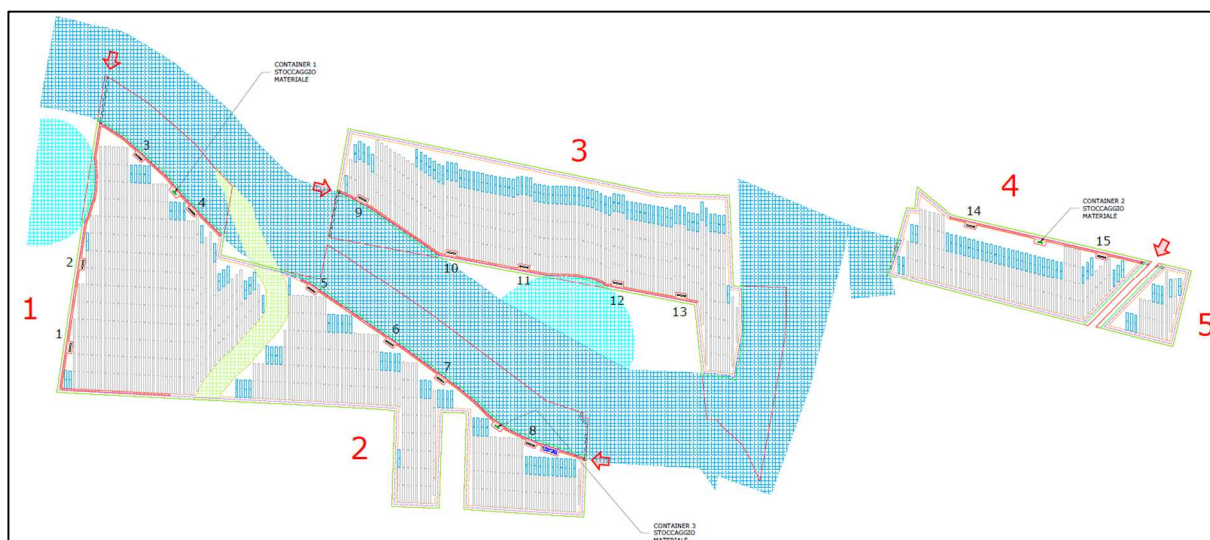 CONTAINER 1
STOCCAGGIO
MATERIALE
3
3
4
9
4
14
CONTAINER 2
STOCCAGGIO
MATERIALE
15
10
11
12
13
2
1
1
5
5
6
7
2
8
CONTAINER 3
STOCCAGGIO
MATERIALE